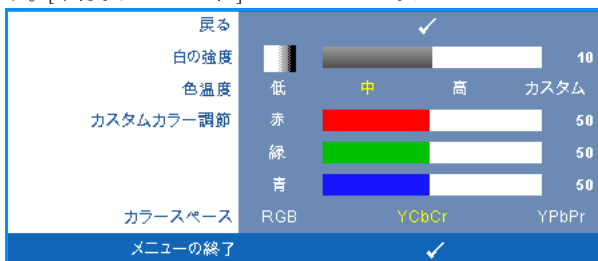 戻る ✓
白の強度 10
色温度 低 中 高 カスタム
カスタムカラー調節 赤 50
緑 50
青 50
カラースペース RGB YCbCr YPbPr
メニューの終了 ✓